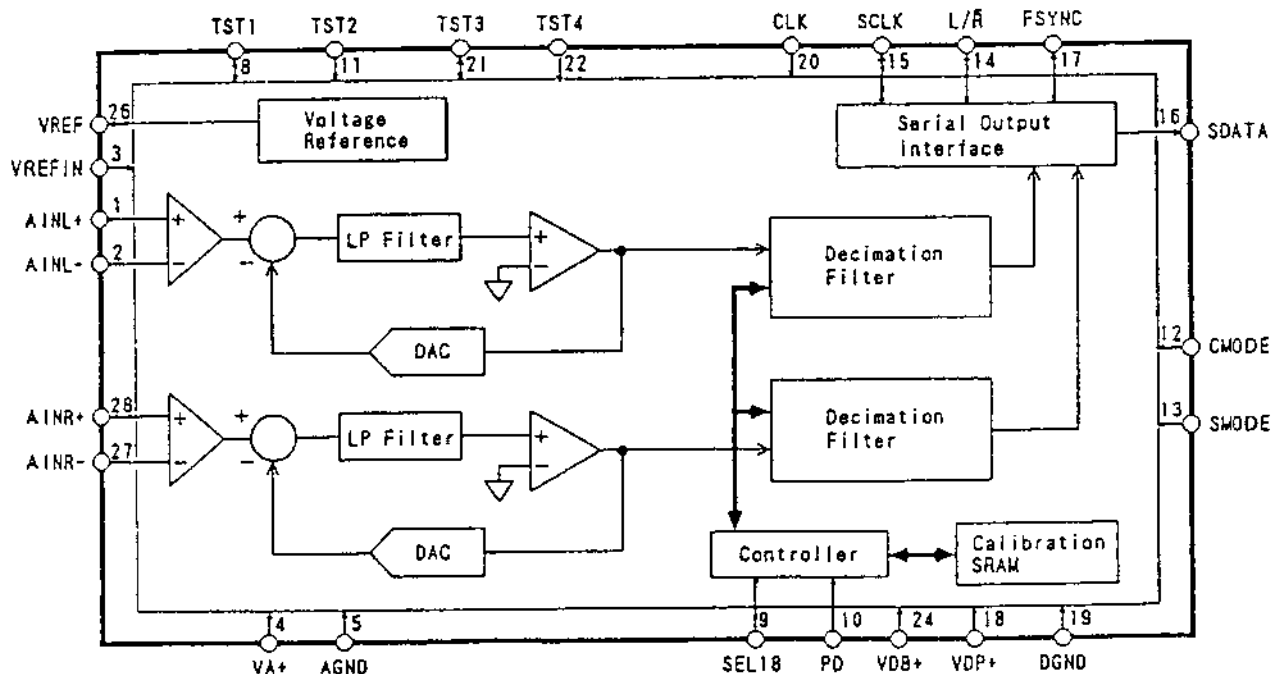 TST1 TST2 TST3 TST4 CLK SCLK L/R̄ FSYNC
8 11 21 22 20 15 14 17
VREF 26
Voltage
Reference
Serial Output
Interface
16 SDATA
VREFIN 3
AINL+ 1
+
−
+
−
LP Filter
+
−
Decimation
Filter
AINL- 2
DAC
12 CMODE
AINR+ 28
+
−
+
−
LP Filter
+
−
Decimation
Filter
13 SMODE
AINR- 27
DAC
Controller
Calibration
SRAM
4 5 9 10 24 18 19
VA+ AGND SEL18 PD VDB+ VDP+ DGND